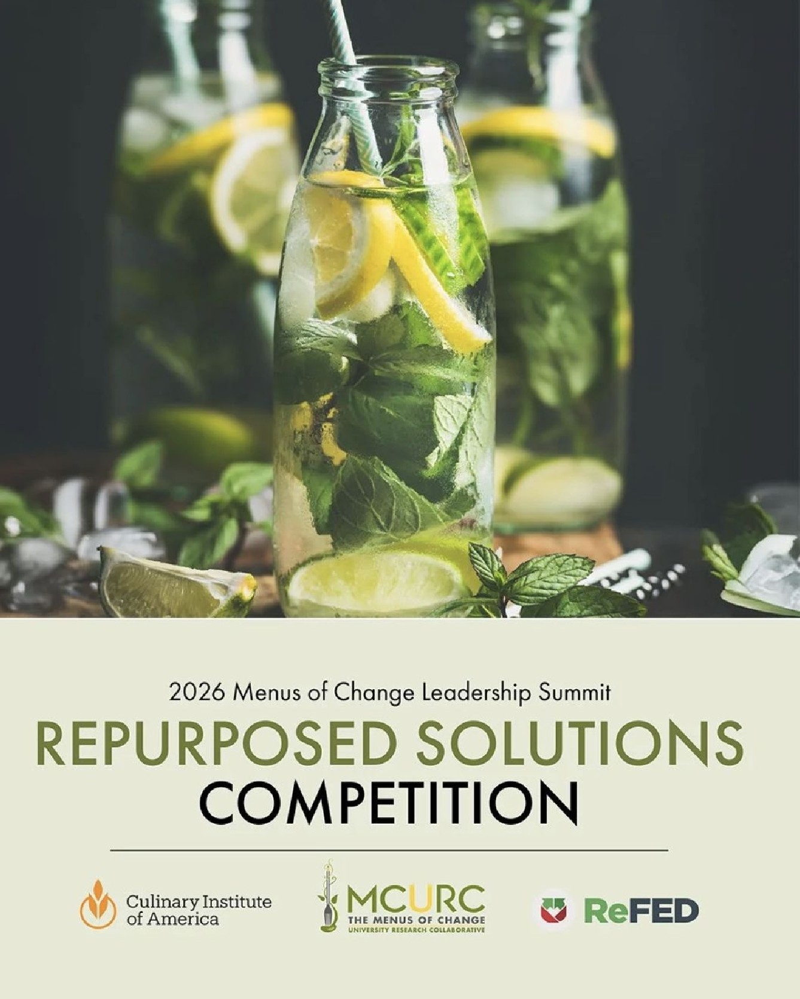 2026 Menus of Change Leadership Summit
REPURPOSED SOLUTIONS
COMPETITION
Culinary Institute
of America
MCURC
THE MENUS OF CHANGE
UNIVERSITY RESEARCH COLLABORATIVE
ReFED